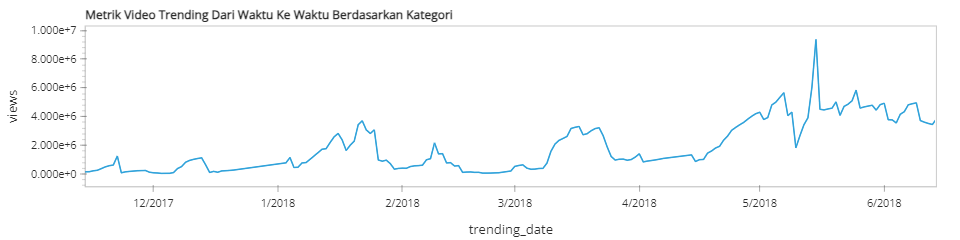 Metrik Video Trending Dari Waktu Ke Waktu Berdasarkan Kategori
1.000e+7
8.000e+6
6.000e+6
4.000e+6
2.000e+6
0.000e+0
views
12/2017 1/2018 2/2018 3/2018 4/2018 5/2018 6/2018
trending_date